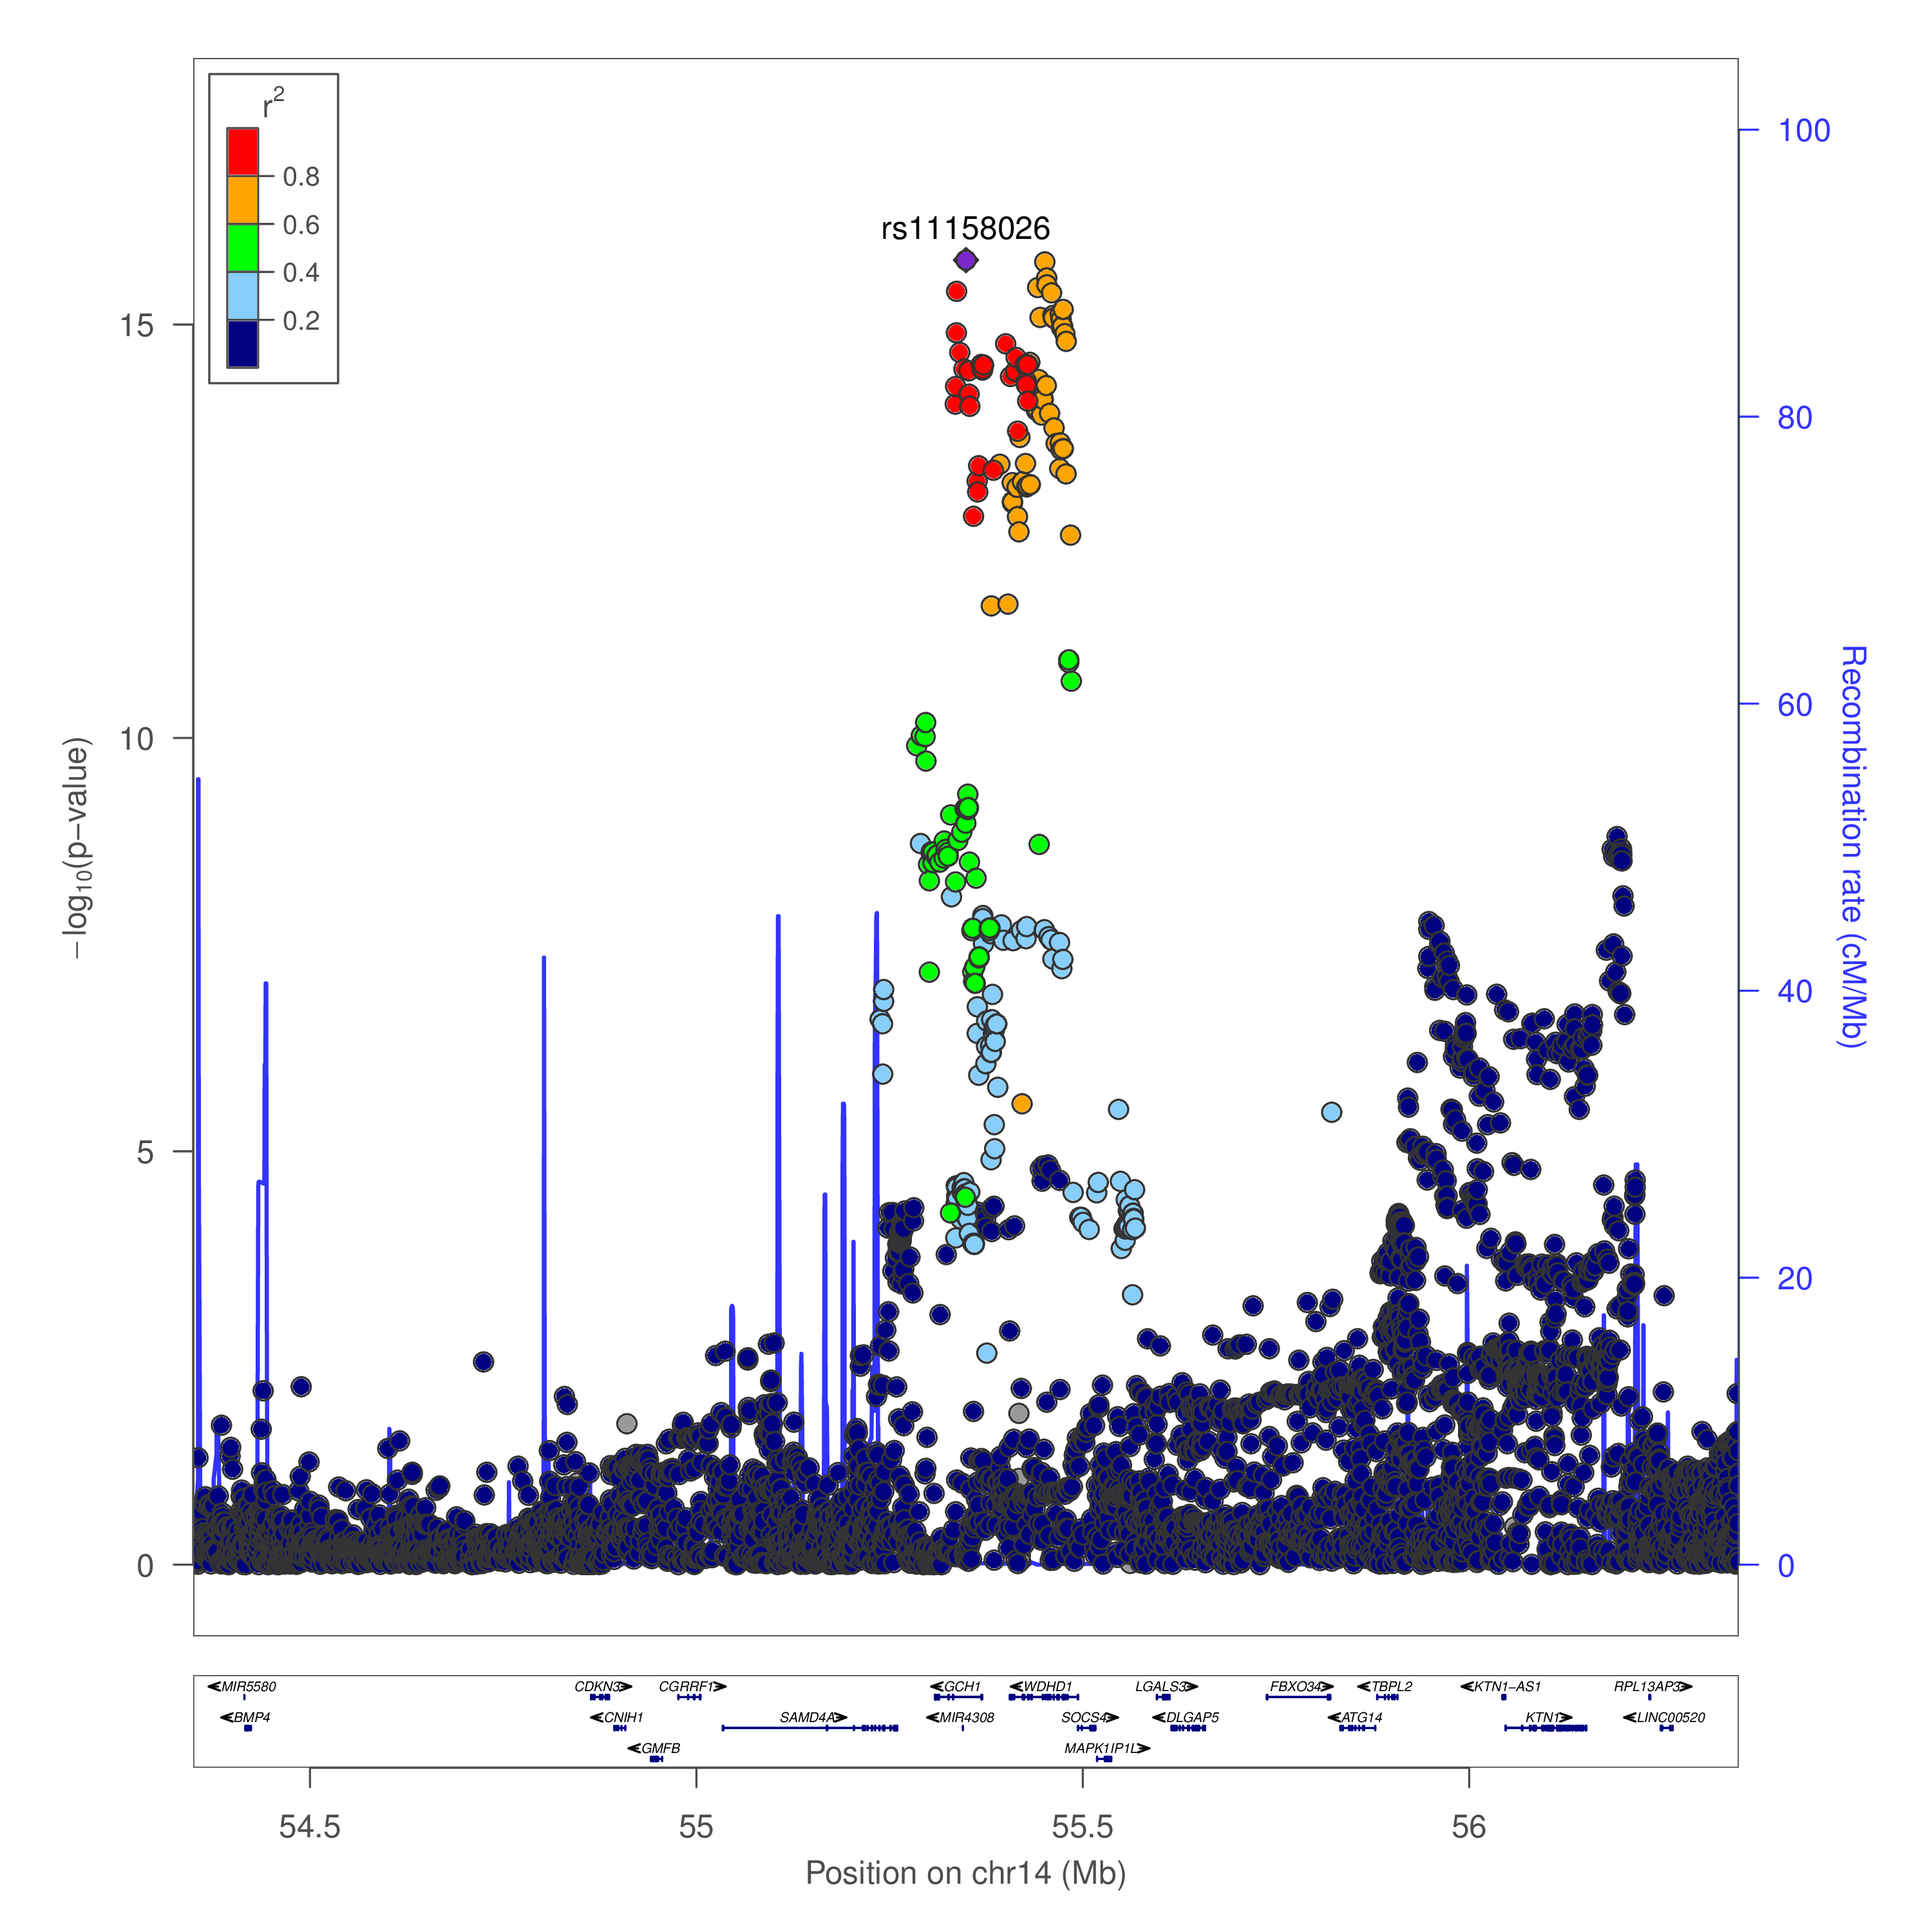 r2
0.8
0.6
0.4
0.2
rs11158026
100
80
60
40
20
0
15
10
5
0
−log10(p−value)
Recombination rate (cM/Mb)
MIR5580 CDKN3 CGRRF1 GCH1 WDHD1 LGALS3 FBXO34 TBPL2 KTN1−AS1 RPL13AP3
BMP4 CNIH1 SAMD4A MIR4308 SOCS4 DLGAP5 ATG14 KTN1 LINC00520
GMFB MAPK1IP1L
54.5 55 55.5 56
Position on chr14 (Mb)